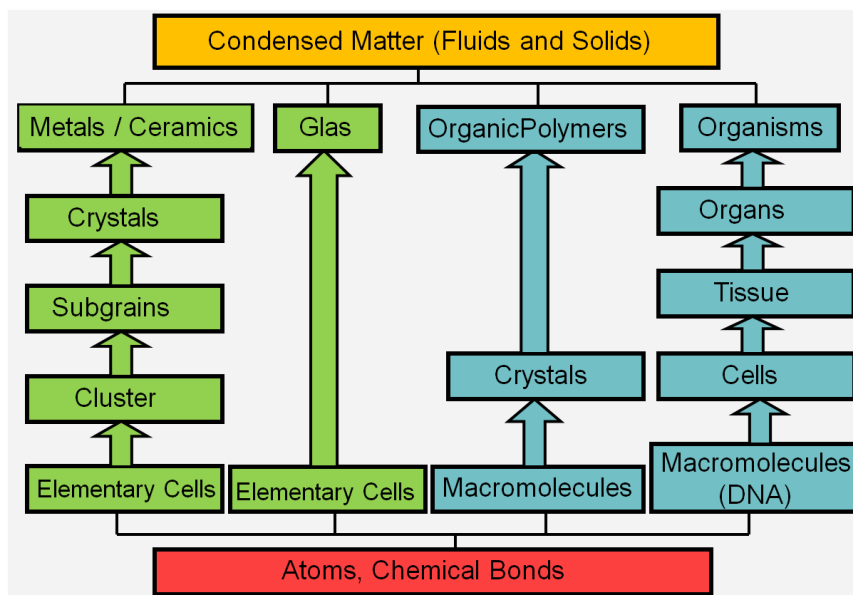 Condensed Matter (Fluids and Solids)
Metals / Ceramics
Glas
OrganicPolymers
Organisms
Crystals
Organs
Subgrains
Tissue
Cluster
Crystals
Cells
Elementary Cells
Elementary Cells
Macromolecules
Macromolecules
(DNA)
Atoms, Chemical Bonds